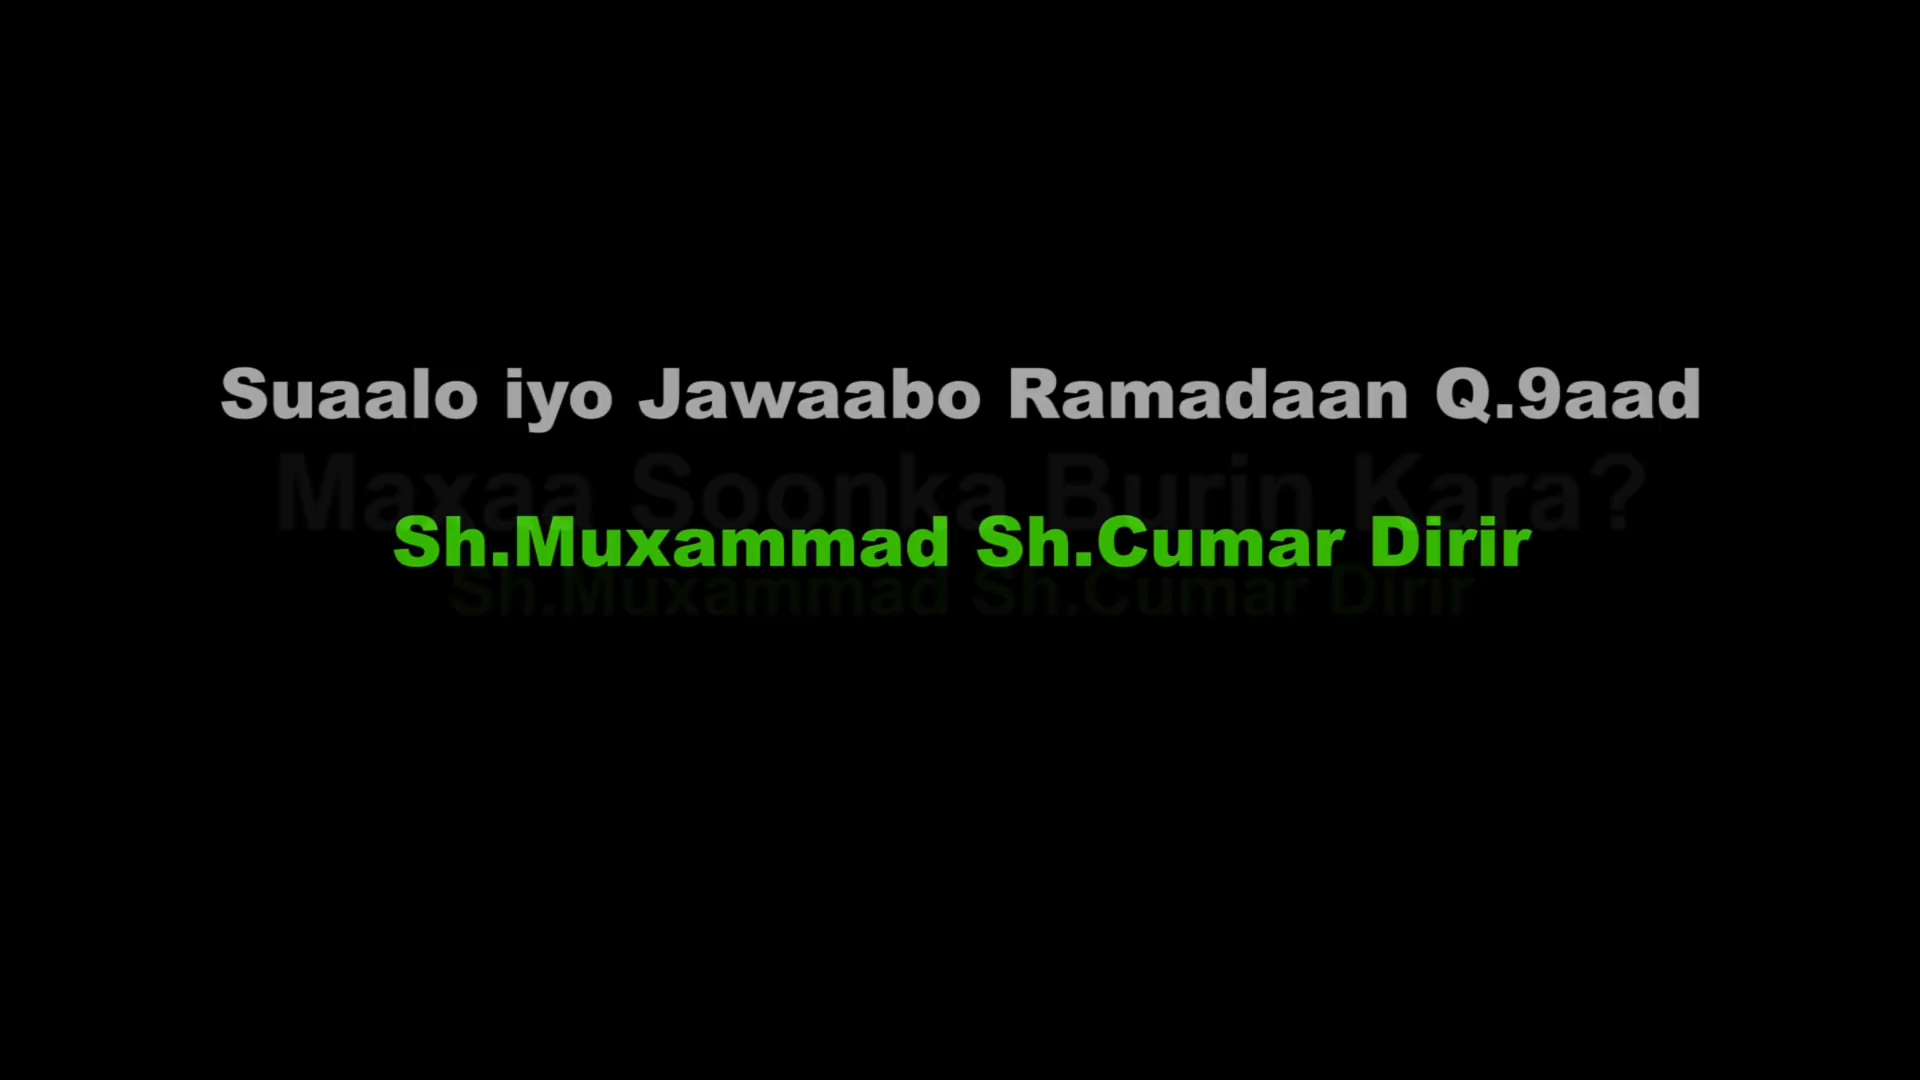 Suaalo iyo Jawaabo Ramadaan Q.9aad
Maxaa Soonka Burin Kara?
Sh.Muxammad Sh.Cumar Dirir
Sh.Muxammad Sh.Cumar Dirir